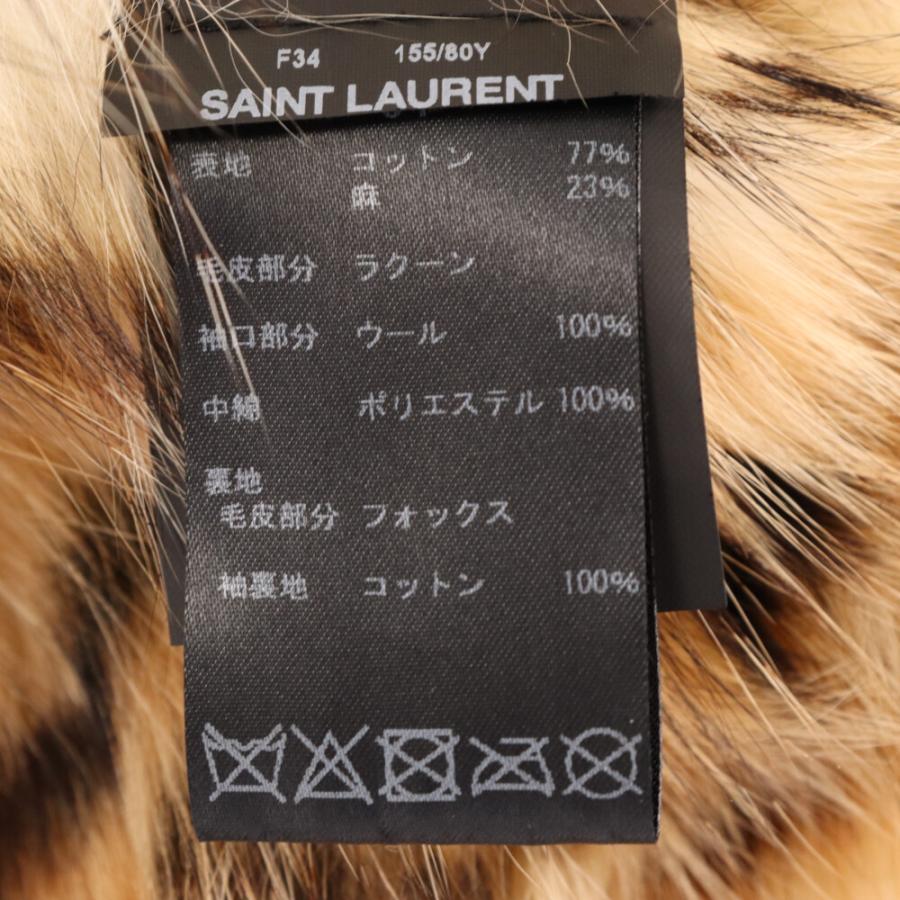 F34 155/80Y
SAINT LAURENT
表地 コットン 77%
麻 23%
毛皮部分 ラクーン
袖口部分 ウール 100%
中綿 ポリエステル 100%
裏地
毛皮部分 フォックス
袖裏地 コットン 100%